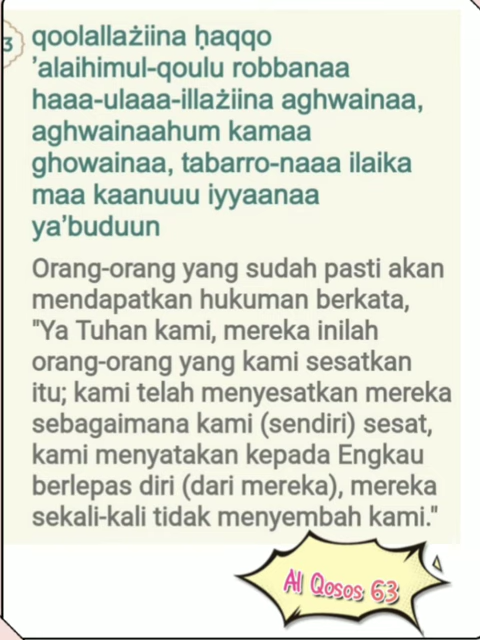 3
qoolallażiina ḥaqqo
’alaihimul-qoulu robbanaa
haaa-ulaaa-illażiina aghwainaa,
aghwainaahum kamaa
ghowainaa, tabarro-naaa ilaika
maa kaanuuu iyyaanaa
ya’buduun
Orang-orang yang sudah pasti akan
mendapatkan hukuman berkata,
"Ya Tuhan kami, mereka inilah
orang-orang yang kami sesatkan
itu; kami telah menyesatkan mereka
sebagaimana kami (sendiri) sesat,
kami menyatakan kepada Engkau
berlepas diri (dari mereka), mereka
sekali-kali tidak menyembah kami."
Al Qosos 63